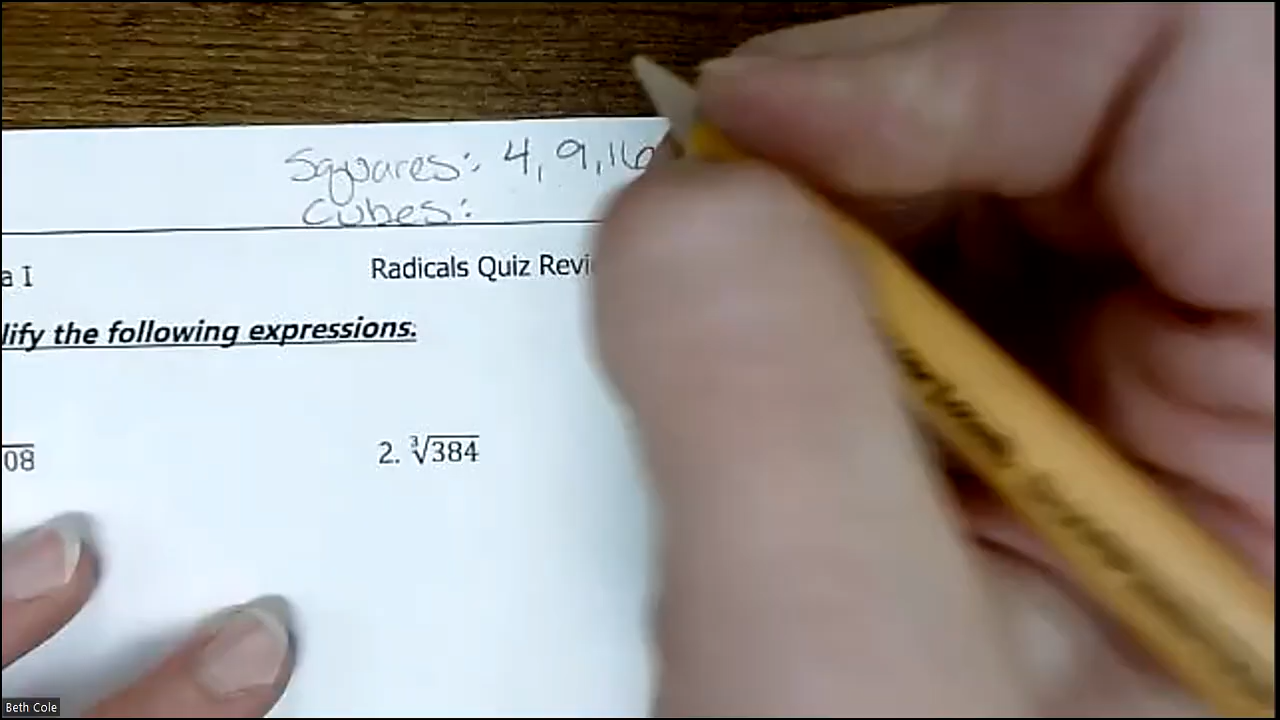 Squares: 4, 9, 16
Cubes:
a I
Radicals Quiz Revi
lify the following expressions.
08
2. ∛384
Beth Cole